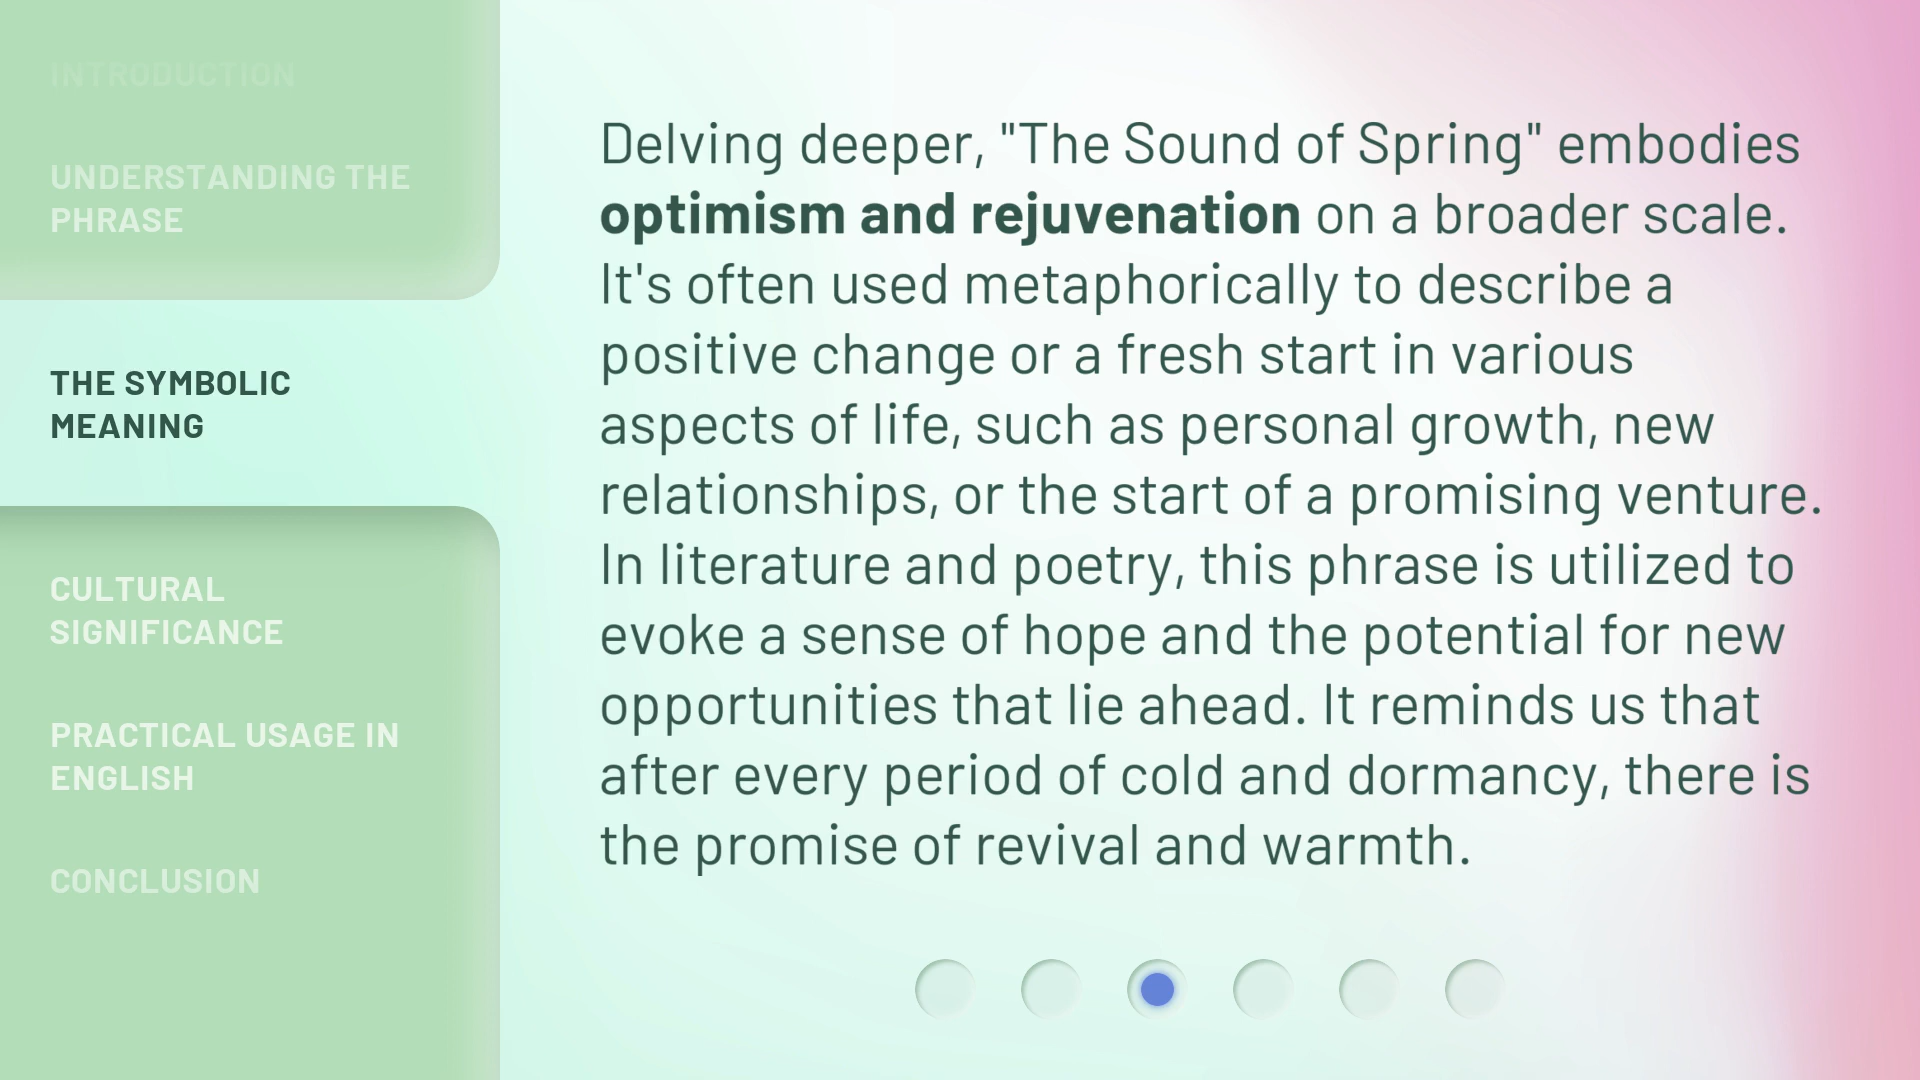 INTRODUCTION
UNDERSTANDING THE
PHRASE
THE SYMBOLIC
MEANING
CULTURAL
SIGNIFICANCE
PRACTICAL USAGE IN
ENGLISH
CONCLUSION
Delving deeper, "The Sound of Spring" embodies
optimism and rejuvenation on a broader scale.
It's often used metaphorically to describe a
positive change or a fresh start in various
aspects of life, such as personal growth, new
relationships, or the start of a promising venture.
In literature and poetry, this phrase is utilized to
evoke a sense of hope and the potential for new
opportunities that lie ahead. It reminds us that
after every period of cold and dormancy, there is
the promise of revival and warmth.